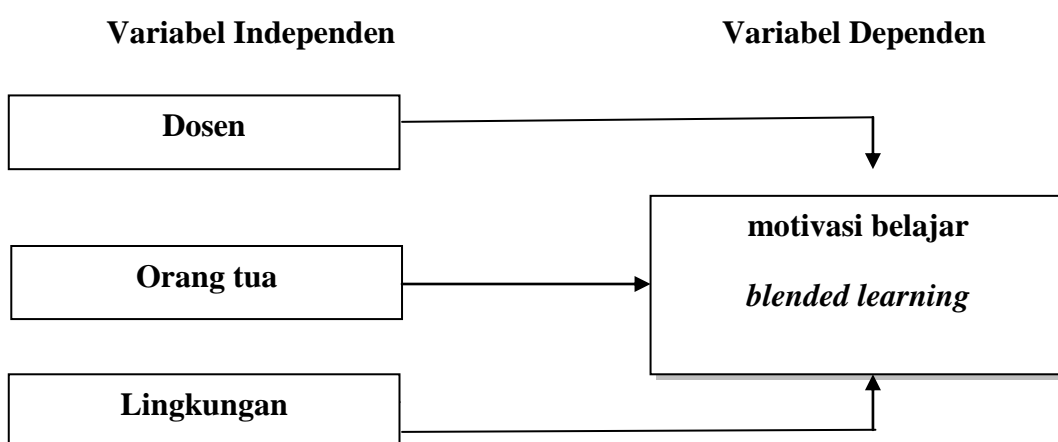 Variabel Independen
Variabel Dependen
Dosen
Orang tua
Lingkungan
motivasi belajar
blended learning